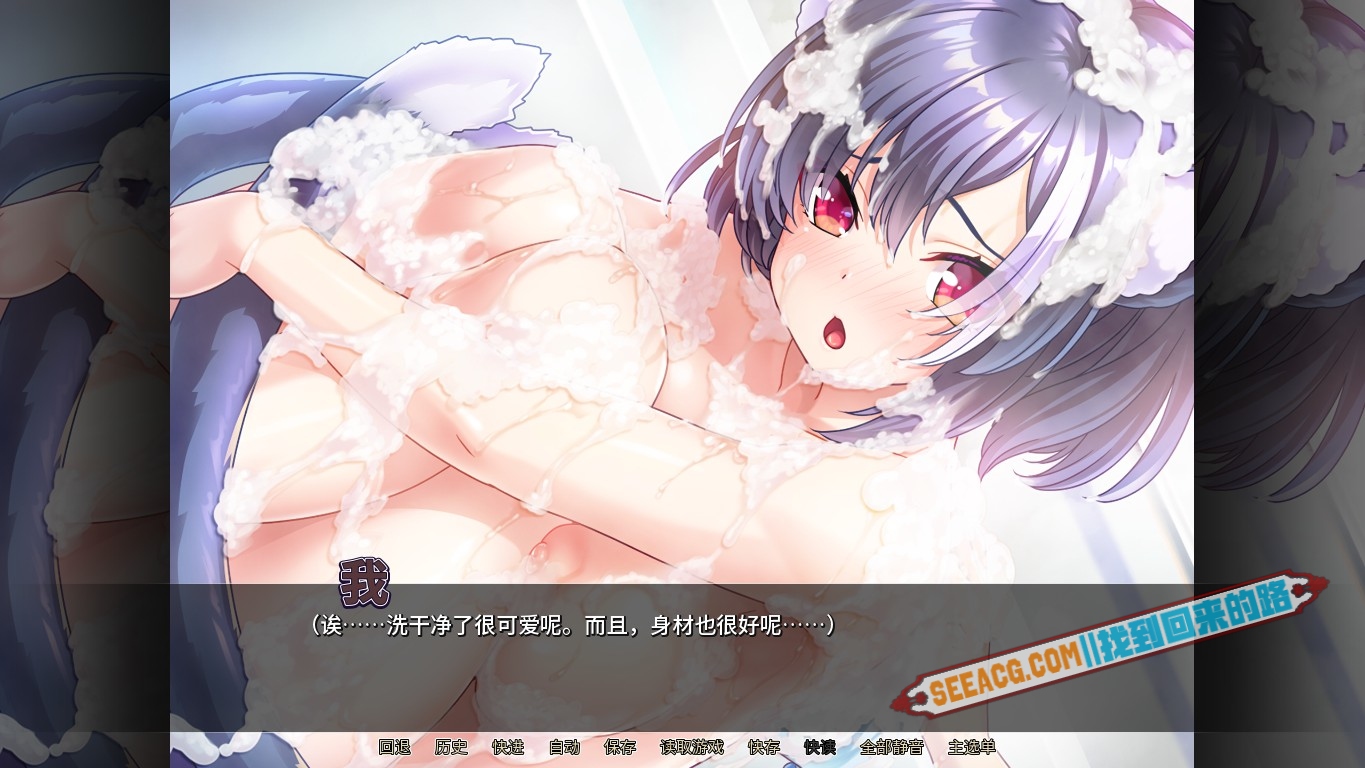 我
（诶……洗干净了很可爱呢。而且，身材也很好呢……）
SEEACG.COM||找到回来的路
回退 历史 快进 自动 保存 读取游戏 快存 快读 全部静音 主选单